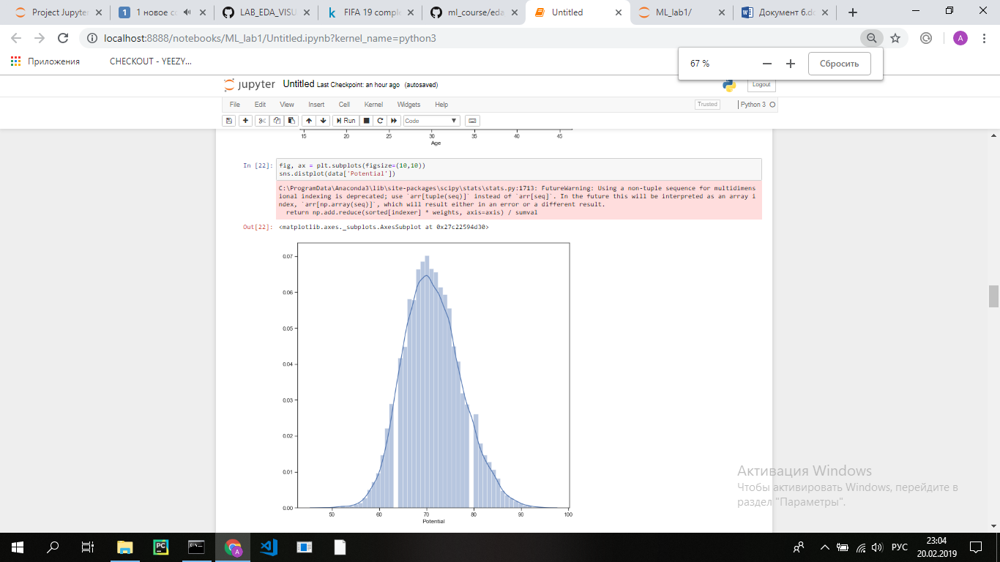 Project Jupyter
1 новое со
LAB_EDA_VISU
FIFA 19 comple
ml_course/eda
Untitled
ML_lab1/
Документ 6.do
localhost:8888/notebooks/ML_lab1/Untitled.ipynb?kernel_name=python3
A
Приложения
CHECKOUT - YEEZY...
67 %
Сбросить
jupyter Untitled Last Checkpoint: an hour ago (autosaved)
Logout
File Edit View Insert Cell Kernel Widgets Help
Trusted
Python 3
Run
Code
15 20 25 30 35 40 45
Age
In [22]: fig, ax = plt.subplots(figsize=(10,10))
sns.distplot(data['Potential'])
C:\ProgramData\Anaconda3\lib\site-packages\scipy\stats\stats.py:1713: FutureWarning: Using a non-tuple sequence for multidimens
ional indexing is deprecated; use `arr[tuple(seq)]` instead of `arr[seq]`. In the future this will be interpreted as an array i
ndex, `arr[np.array(seq)]`, which will result either in an error or a different result.
return np.add.reduce(sorted[indexer] * weights, axis=axis) / sumval
Out[22]: <matplotlib.axes._subplots.AxesSubplot at 0x27c22594d30>
0.07
0.06
0.05
0.04
0.03
0.02
0.01
0.00
50 60 70 80 90 100
Potential
Активация Windows
Чтобы активировать Windows, перейдите в
раздел "Параметры".
РУС
23:04
20.02.2019